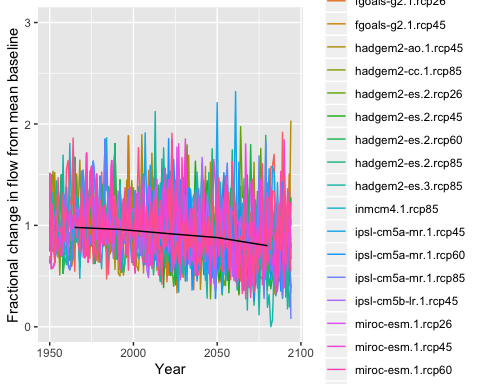 Fractional change in flow from mean baseline
3
2
1
0
1950
2000
2050
2100
Year
fgoals-g2.1.rcp26
fgoals-g2.1.rcp45
hadgem2-ao.1.rcp45
hadgem2-cc.1.rcp85
hadgem2-es.2.rcp26
hadgem2-es.2.rcp45
hadgem2-es.2.rcp60
hadgem2-es.2.rcp85
hadgem2-es.3.rcp85
inmcm4.1.rcp85
ipsl-cm5a-mr.1.rcp45
ipsl-cm5a-mr.1.rcp60
ipsl-cm5a-mr.1.rcp85
ipsl-cm5b-lr.1.rcp45
miroc-esm.1.rcp26
miroc-esm.1.rcp45
miroc-esm.1.rcp60